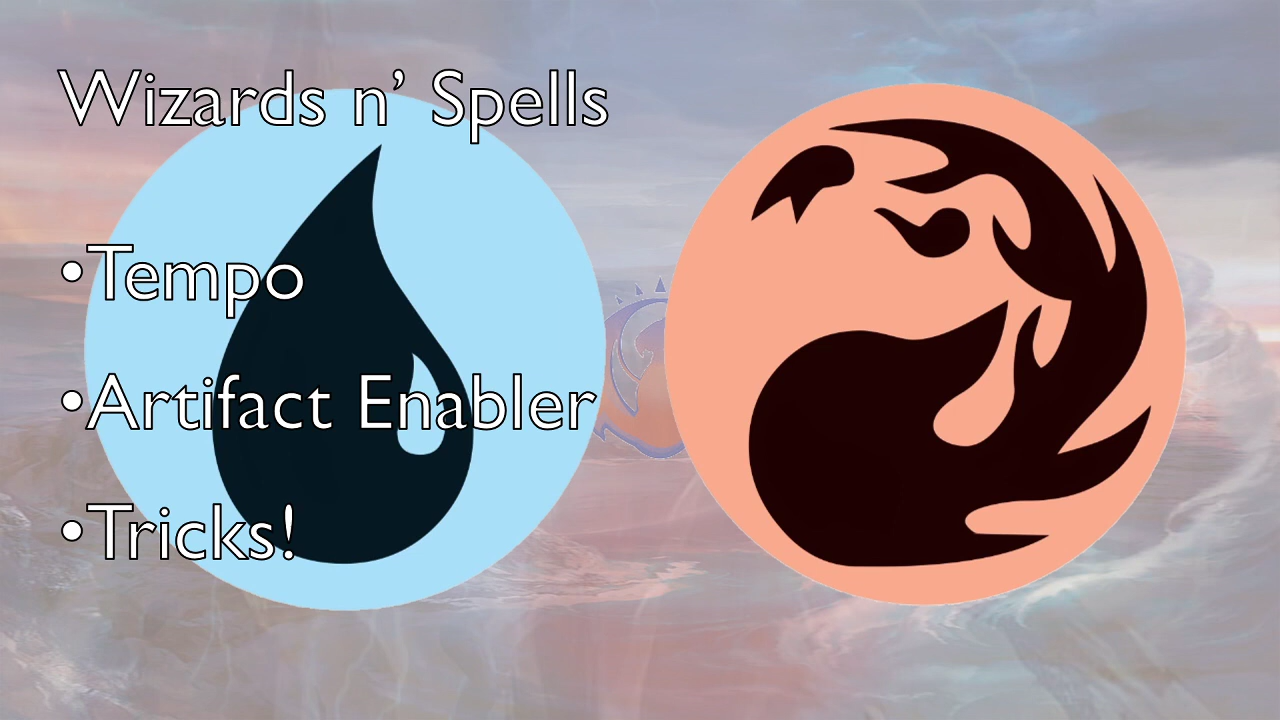 Wizards n’ Spells
•Tempo
•Artifact Enabler
•Tricks!